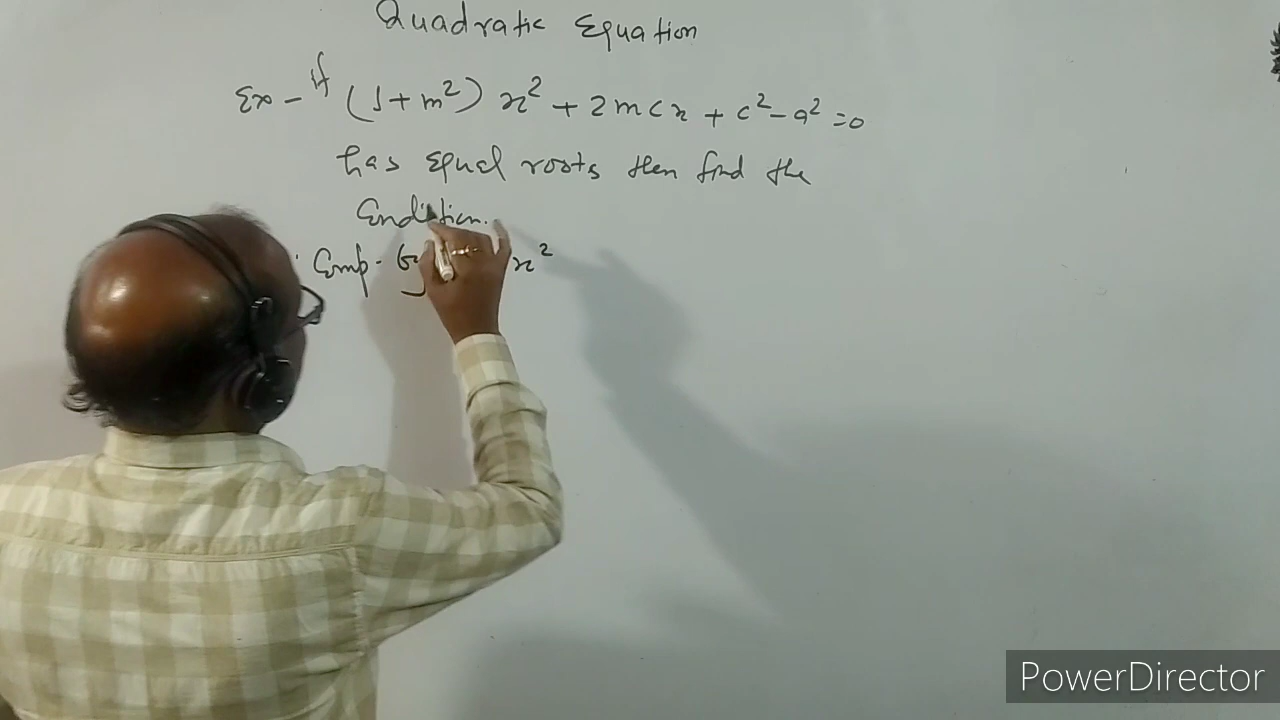 Quadratic Equation
Ex - If (1+m²) x² + 2mcx + c² - a² = 0
has equal roots then find the
Condition.
Comp. x²
PowerDirector